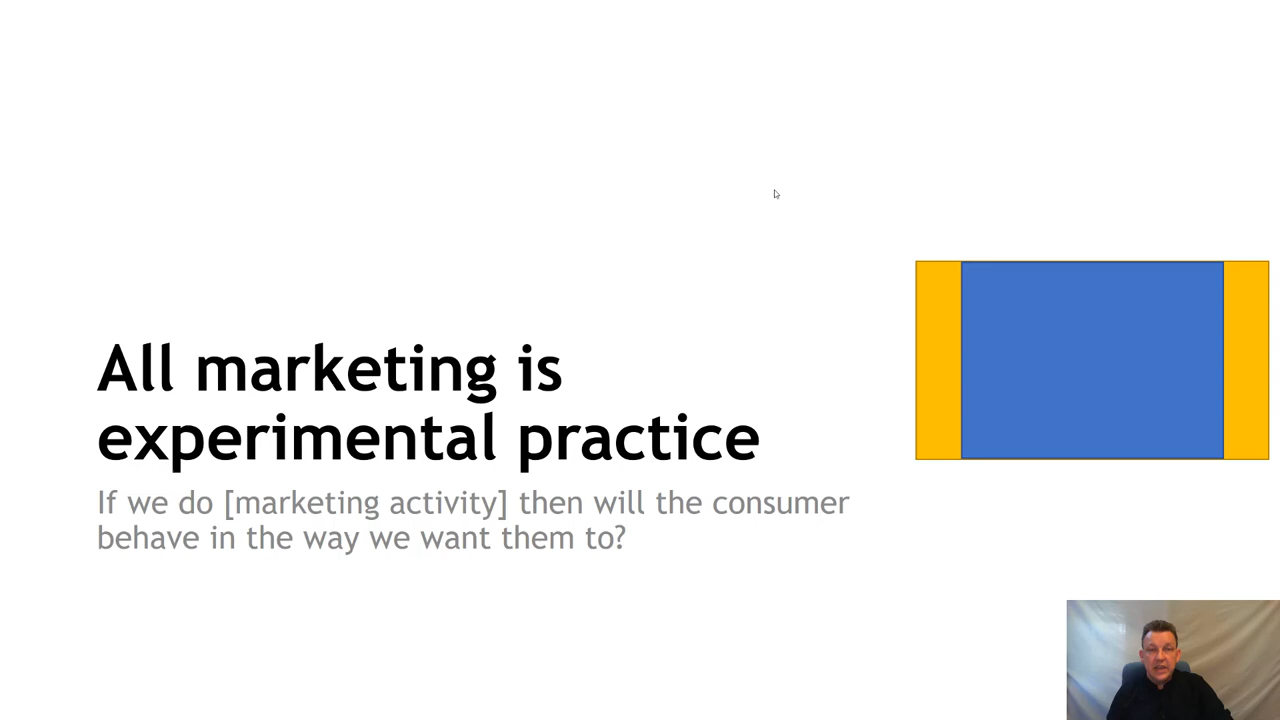 All marketing is
experimental practice
If we do [marketing activity] then will the consumer
behave in the way we want them to?